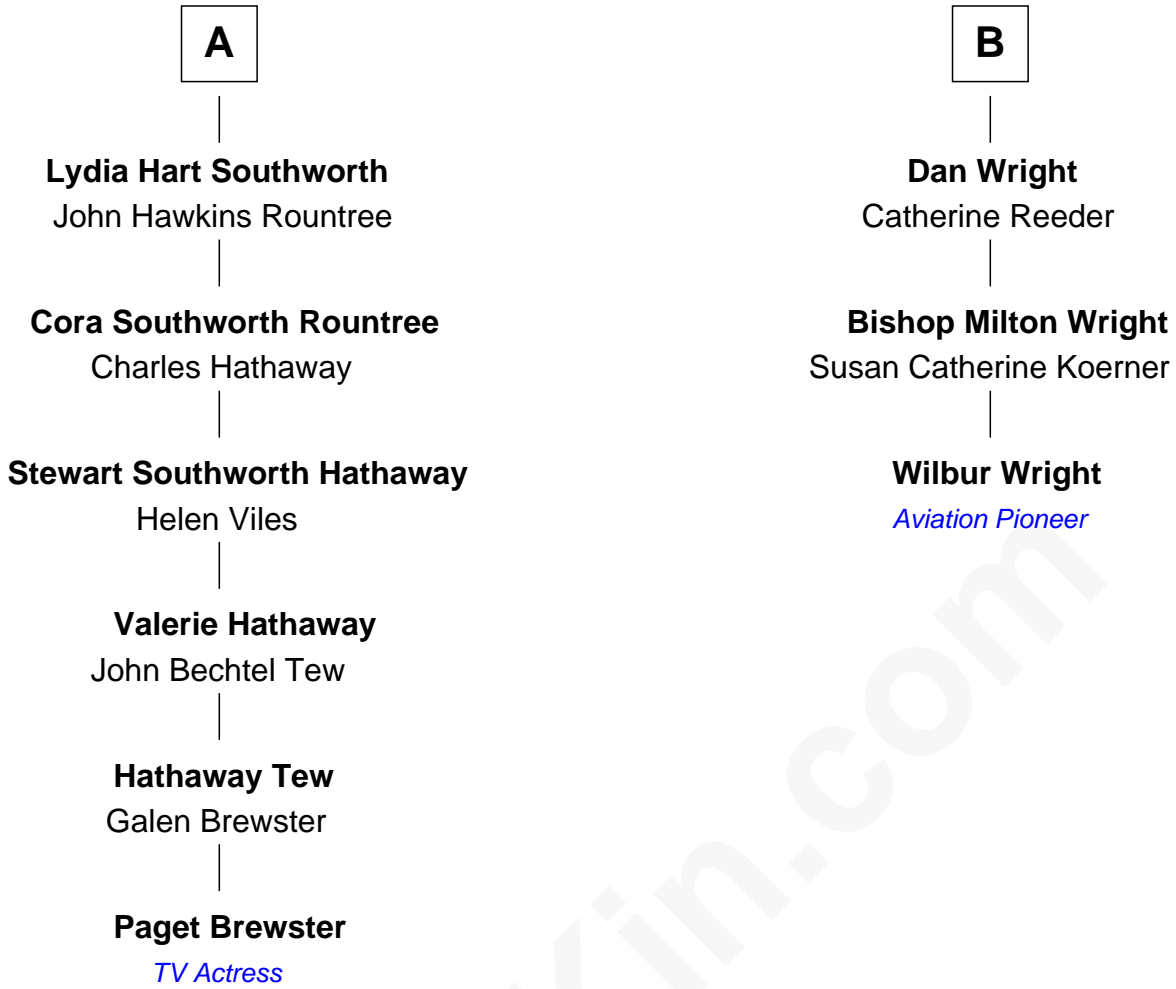 A
Lydia Hart Southworth
John Hawkins Rountree
Cora Southworth Rountree
Charles Hathaway
Stewart Southworth Hathaway
Helen Viles
Valerie Hathaway
John Bechtel Tew
Hathaway Tew
Galen Brewster
Paget Brewster
TV Actress
B
Dan Wright
Catherine Reeder
Bishop Milton Wright
Susan Catherine Koerner
Wilbur Wright
Aviation Pioneer
Kin.com